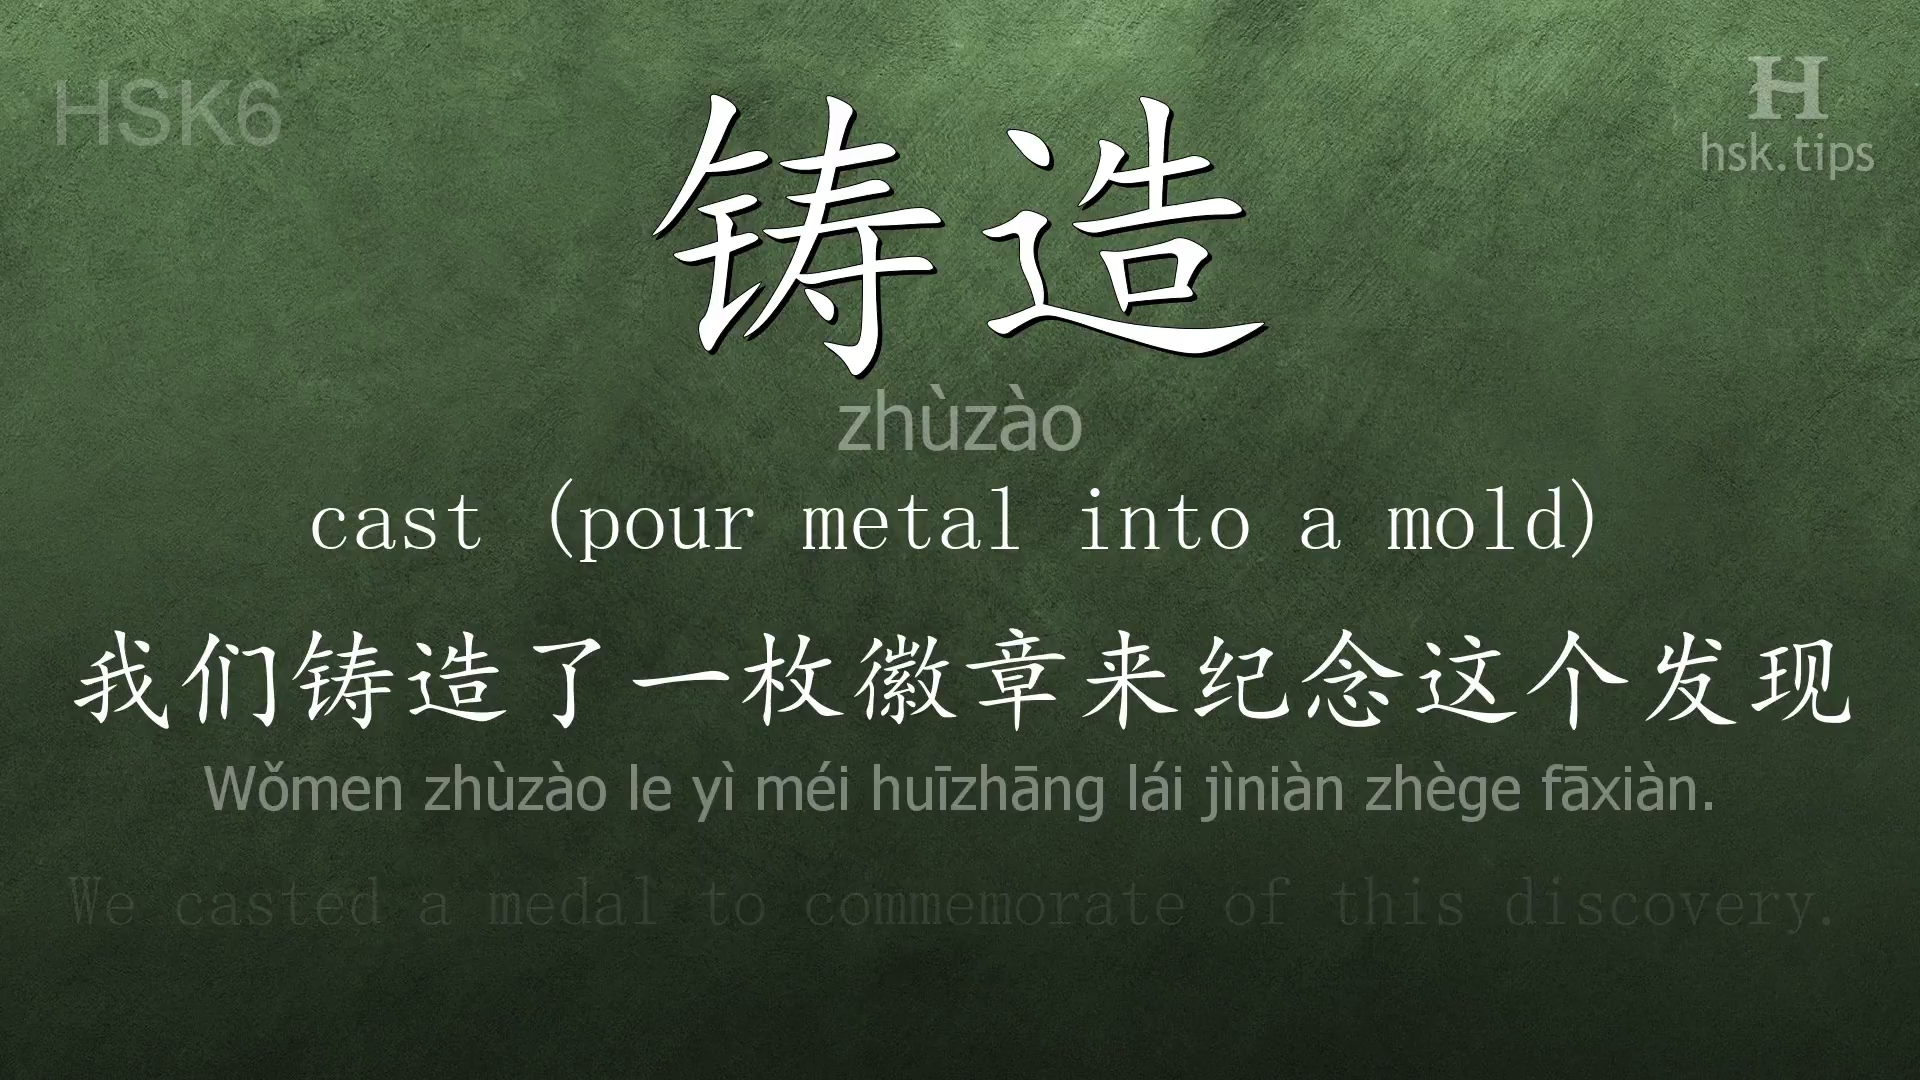 HSK6
H
hsk.tips
铸造
zhùzào
cast (pour metal into a mold)
我们铸造了一枚徽章来纪念这个发现
Wǒmen zhùzào le yì méi huīzhāng lái jìniàn zhège fāxiàn.
We casted a medal to commemorate of this discovery.